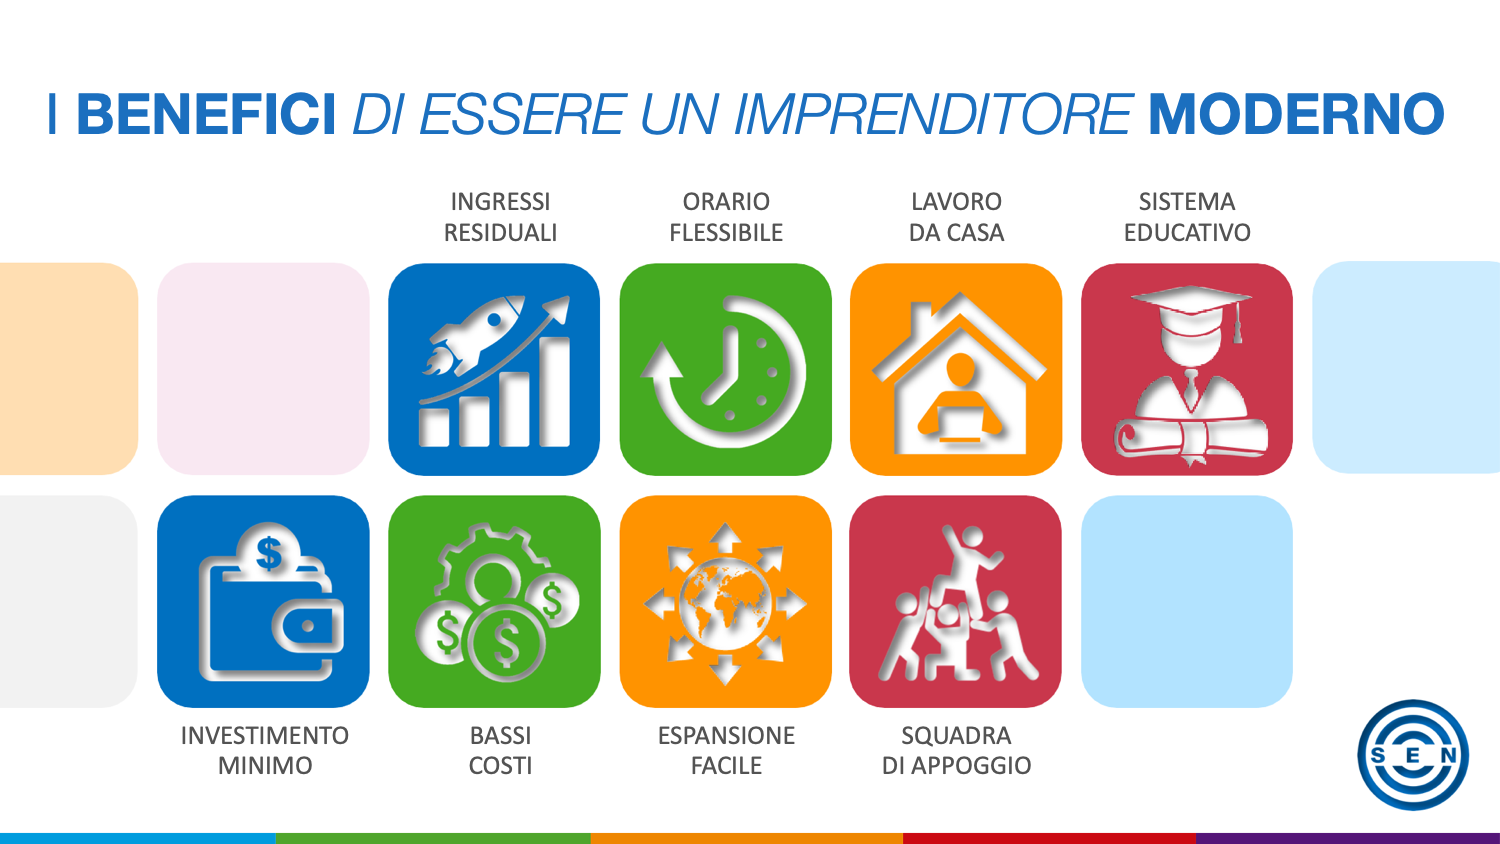 I BENEFICI DI ESSERE UN IMPRENDITORE MODERNO
INGRESSI
RESIDUALI
ORARIO
FLESSIBILE
LAVORO
DA CASA
SISTEMA
EDUCATIVO
$
$
$
$
INVESTIMENTO
MINIMO
BASSI
COSTI
ESPANSIONE
FACILE
SQUADRA
DI APPOGGIO
SEN